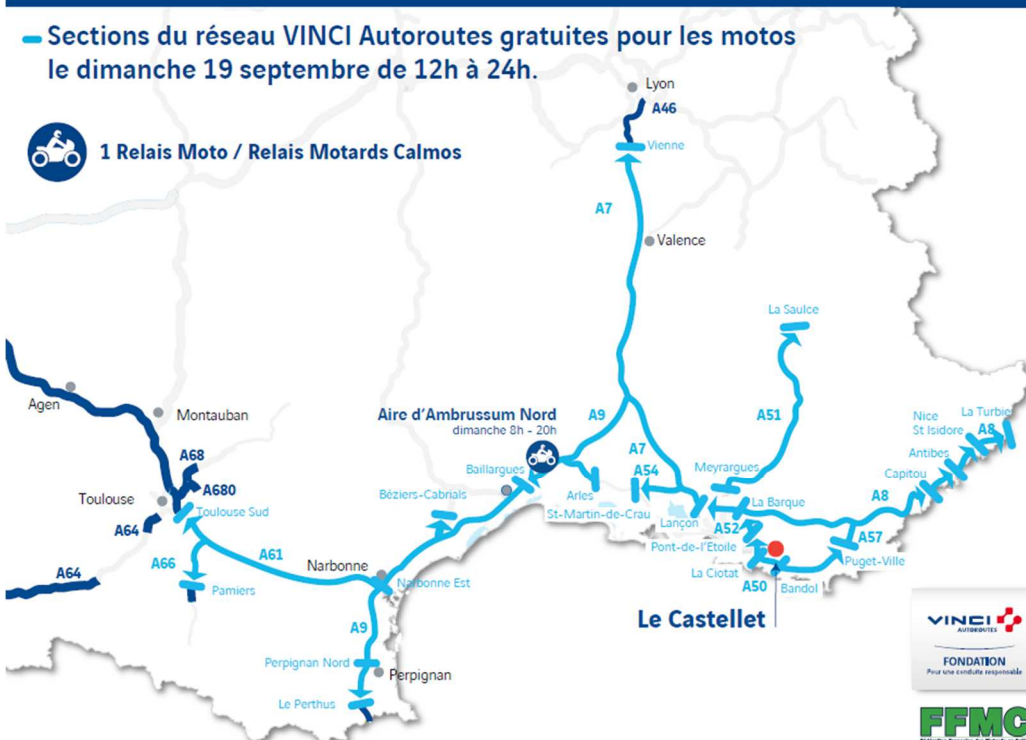 Sections du réseau VINCI Autoroutes gratuites pour les motos
le dimanche 19 septembre de 12h à 24h.
1 Relais Moto / Relais Motards Calmos
Lyon
A46
Vienne
A7
Valence
La Saulce
Agen
Montauban
Aire d'Ambrussum Nord
dimanche 8h - 20h
A9
A51
Nice
St Isidore
La Turbie
A8
A68
A680
Toulouse
Toulouse Sud
A64
Baillargues
Béziers-Cabrials
A7
A54
Arles
St-Martin-de-Crau
Lançon
Meyrargues
La Barque
Antibes
Capitou
A8
A52
A57
Pont-de-l'Etoile
Puget-Ville
La Ciotat
A50
Bandol
A64
A66
A61
Pamiers
Narbonne
Narbonne Est
Le Castellet
A9
Perpignan Nord
Perpignan
Le Perthus
VINCI
AUTOROUTES
FONDATION
Pour une conduite responsable
FFMC